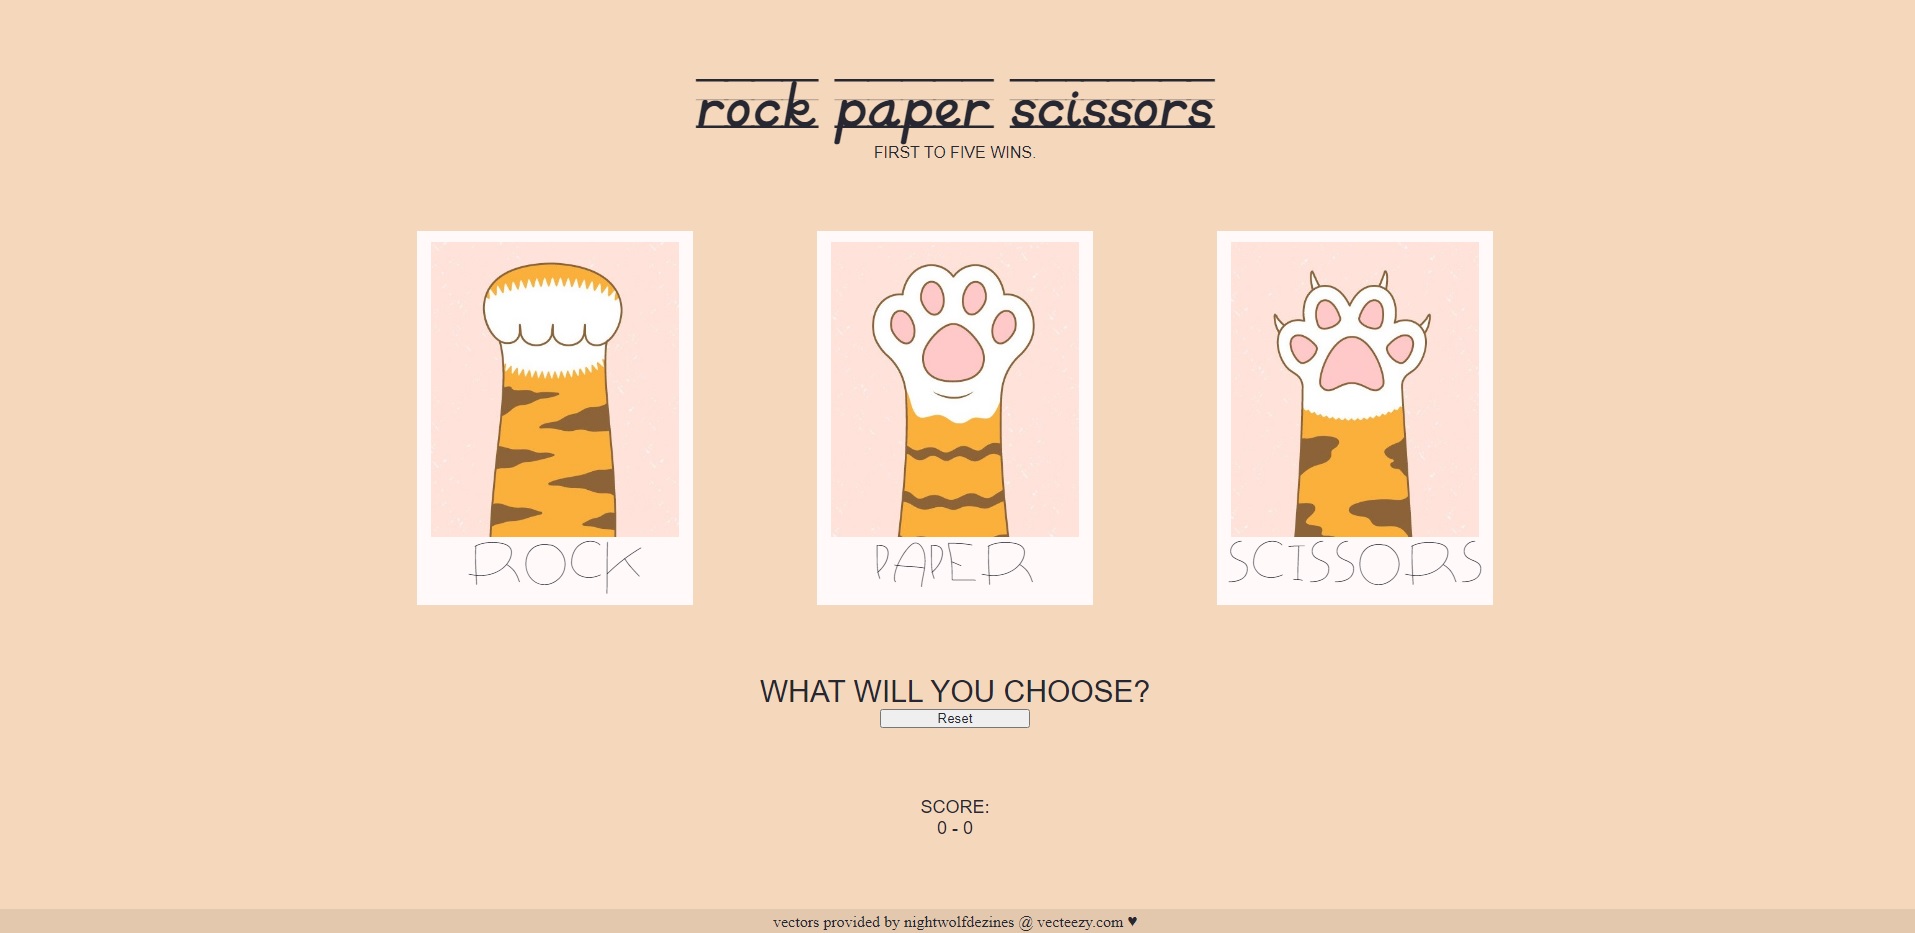 rock paper scissors
FIRST TO FIVE WINS.
ROCK
PAPER
SCISSORS
WHAT WILL YOU CHOOSE?
Reset
SCORE:
0 - 0
vectors provided by nightwolfdezines @ vecteezy.com ♥